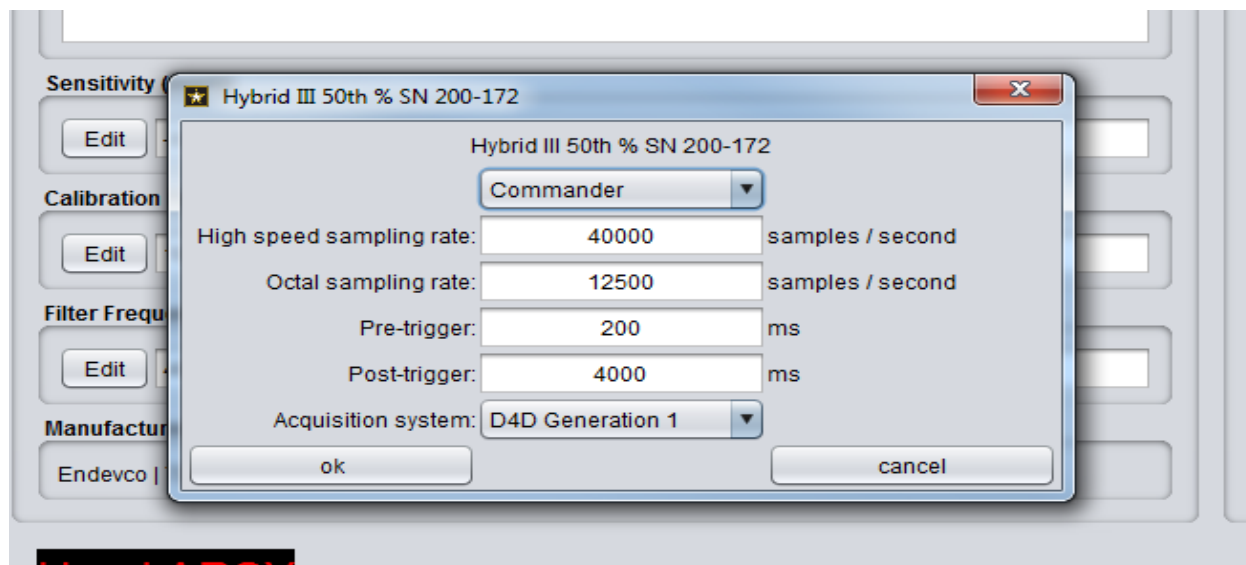 Sensitivity (
Hybrid III 50th % SN 200-172
Hybrid III 50th % SN 200-172
Edit
Commander
Calibration
High speed sampling rate: 40000 samples / second
Edit
Octal sampling rate: 12500 samples / second
Filter Frequ
Pre-trigger: 200 ms
Edit
Post-trigger: 4000 ms
Manufactur
Acquisition system: D4D Generation 1
Endevco |
ok cancel